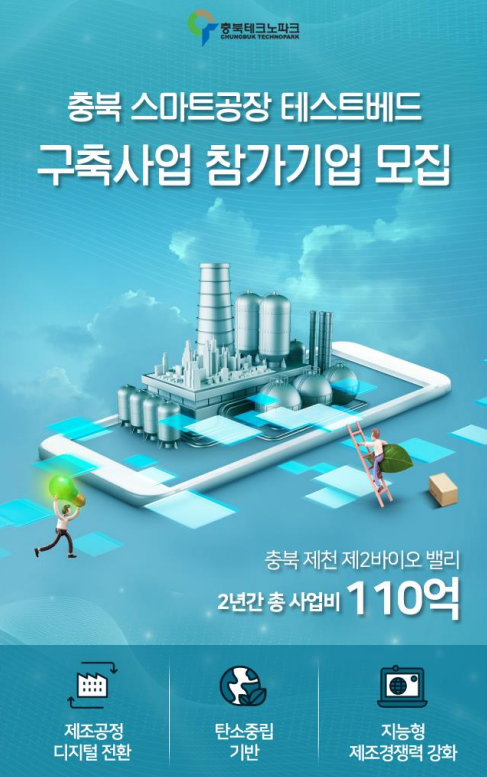 충북테크노파크
CHUNGBUK TECHNOPARK
충북 스마트공장 테스트베드
구축사업 참가기업 모집
충북 제천 제2바이오 밸리
2년간 총 사업비 110억
제조공정
디지털 전환
탄소중립
기반
지능형
제조경쟁력 강화